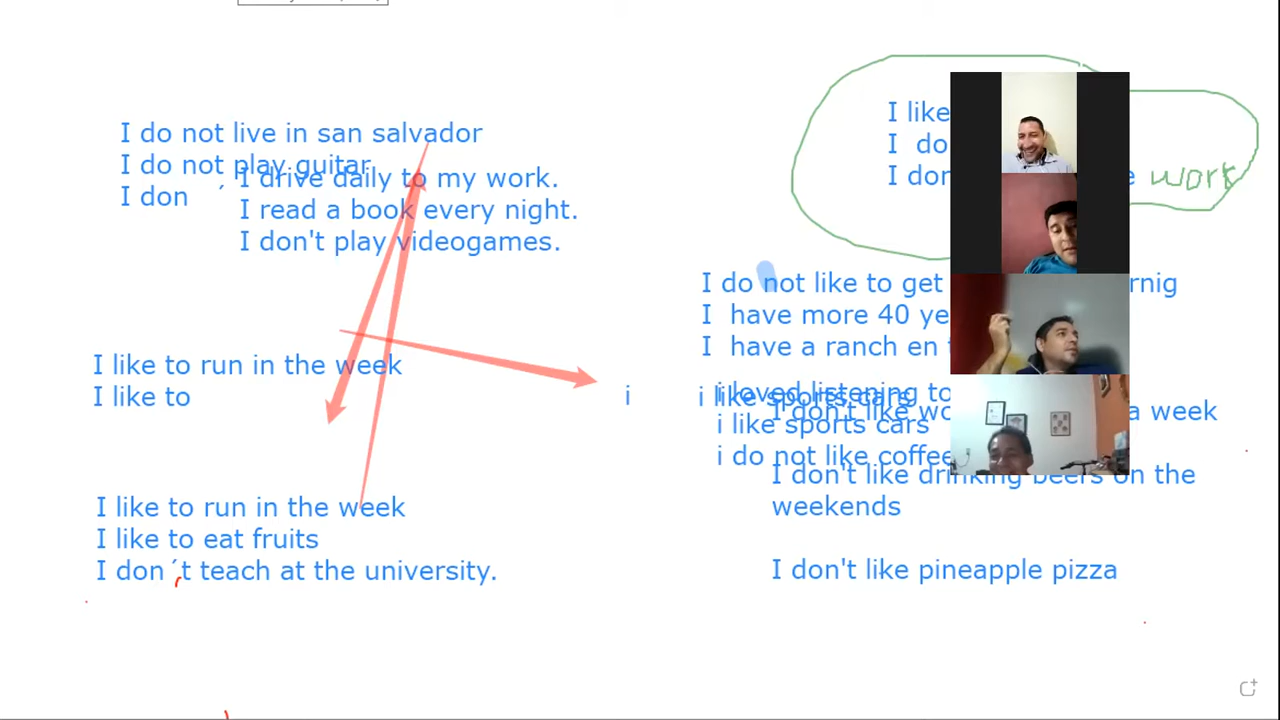 I do not live in san salvador
I do not play guitar
I don ´
I drive daily to my work.
I read a book every night.
I don't play videogames.
I like to run in the week
I like to
I like to run in the week
I like to eat fruits
I don´t teach at the university.
I like
I do
work
I do not like to get
I have more 40
I have a ranch en
i
i like sports cars
i loved listening to
i like sports cars
i do not like coffee
I don't like a week
I don't like drinking beers on the
weekends
I don't like pineapple pizza